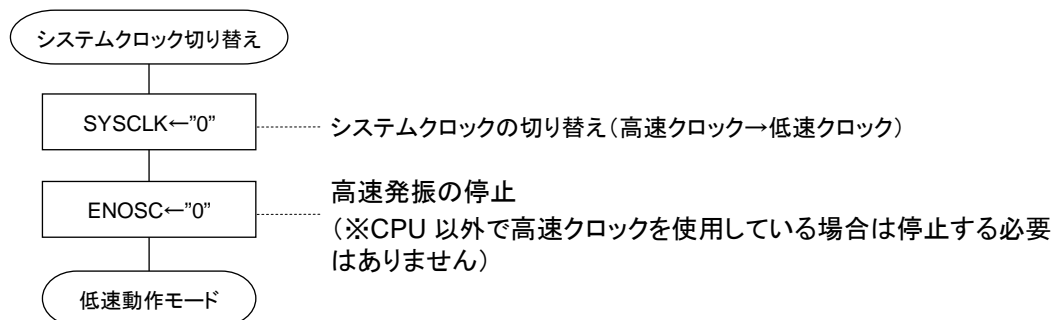 システムクロック切り替え
SYSCLK←”0”
システムクロックの切り替え(高速クロック→低速クロック)
ENOSC←”0”
高速発振の停止
(※CPU 以外で高速クロックを使用している場合は停止する必要
はありません)
低速動作モード